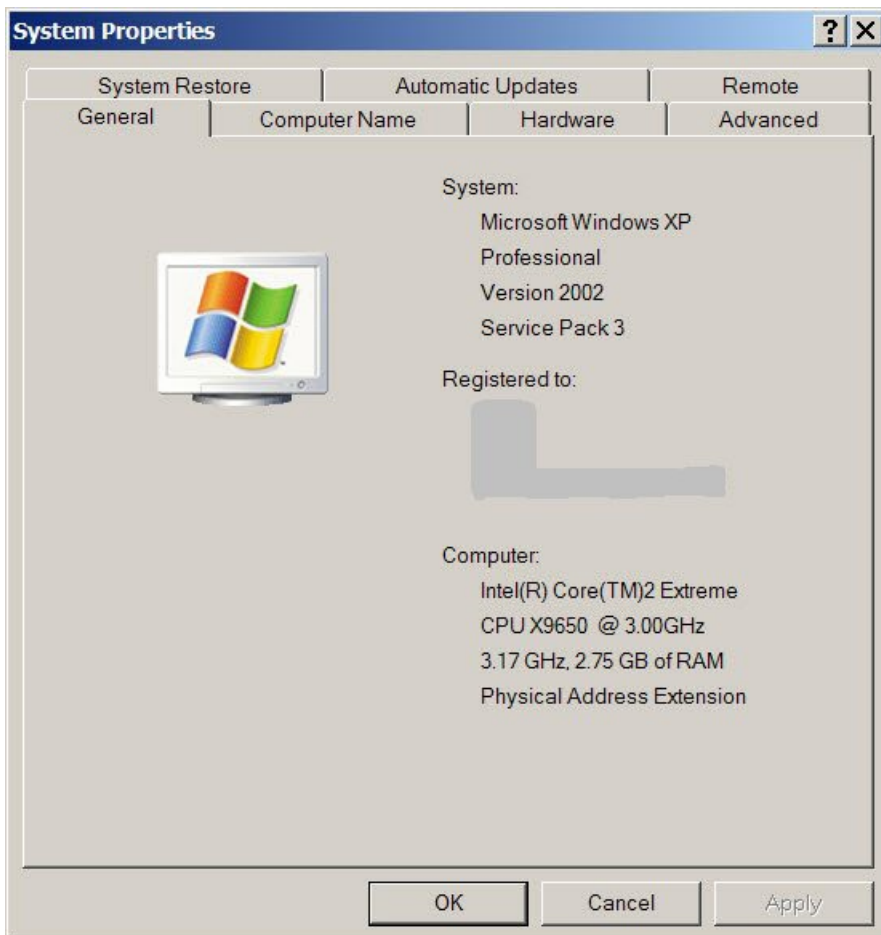 System Properties
System Restore
Automatic Updates
Remote
General
Computer Name
Hardware
Advanced
System:
Microsoft Windows XP
Professional
Version 2002
Service Pack 3
Registered to:
Computer:
Intel(R) Core(TM)2 Extreme
CPU X9650 @ 3.00GHz
3.17 GHz, 2.75 GB of RAM
Physical Address Extension
OK
Cancel
Apply